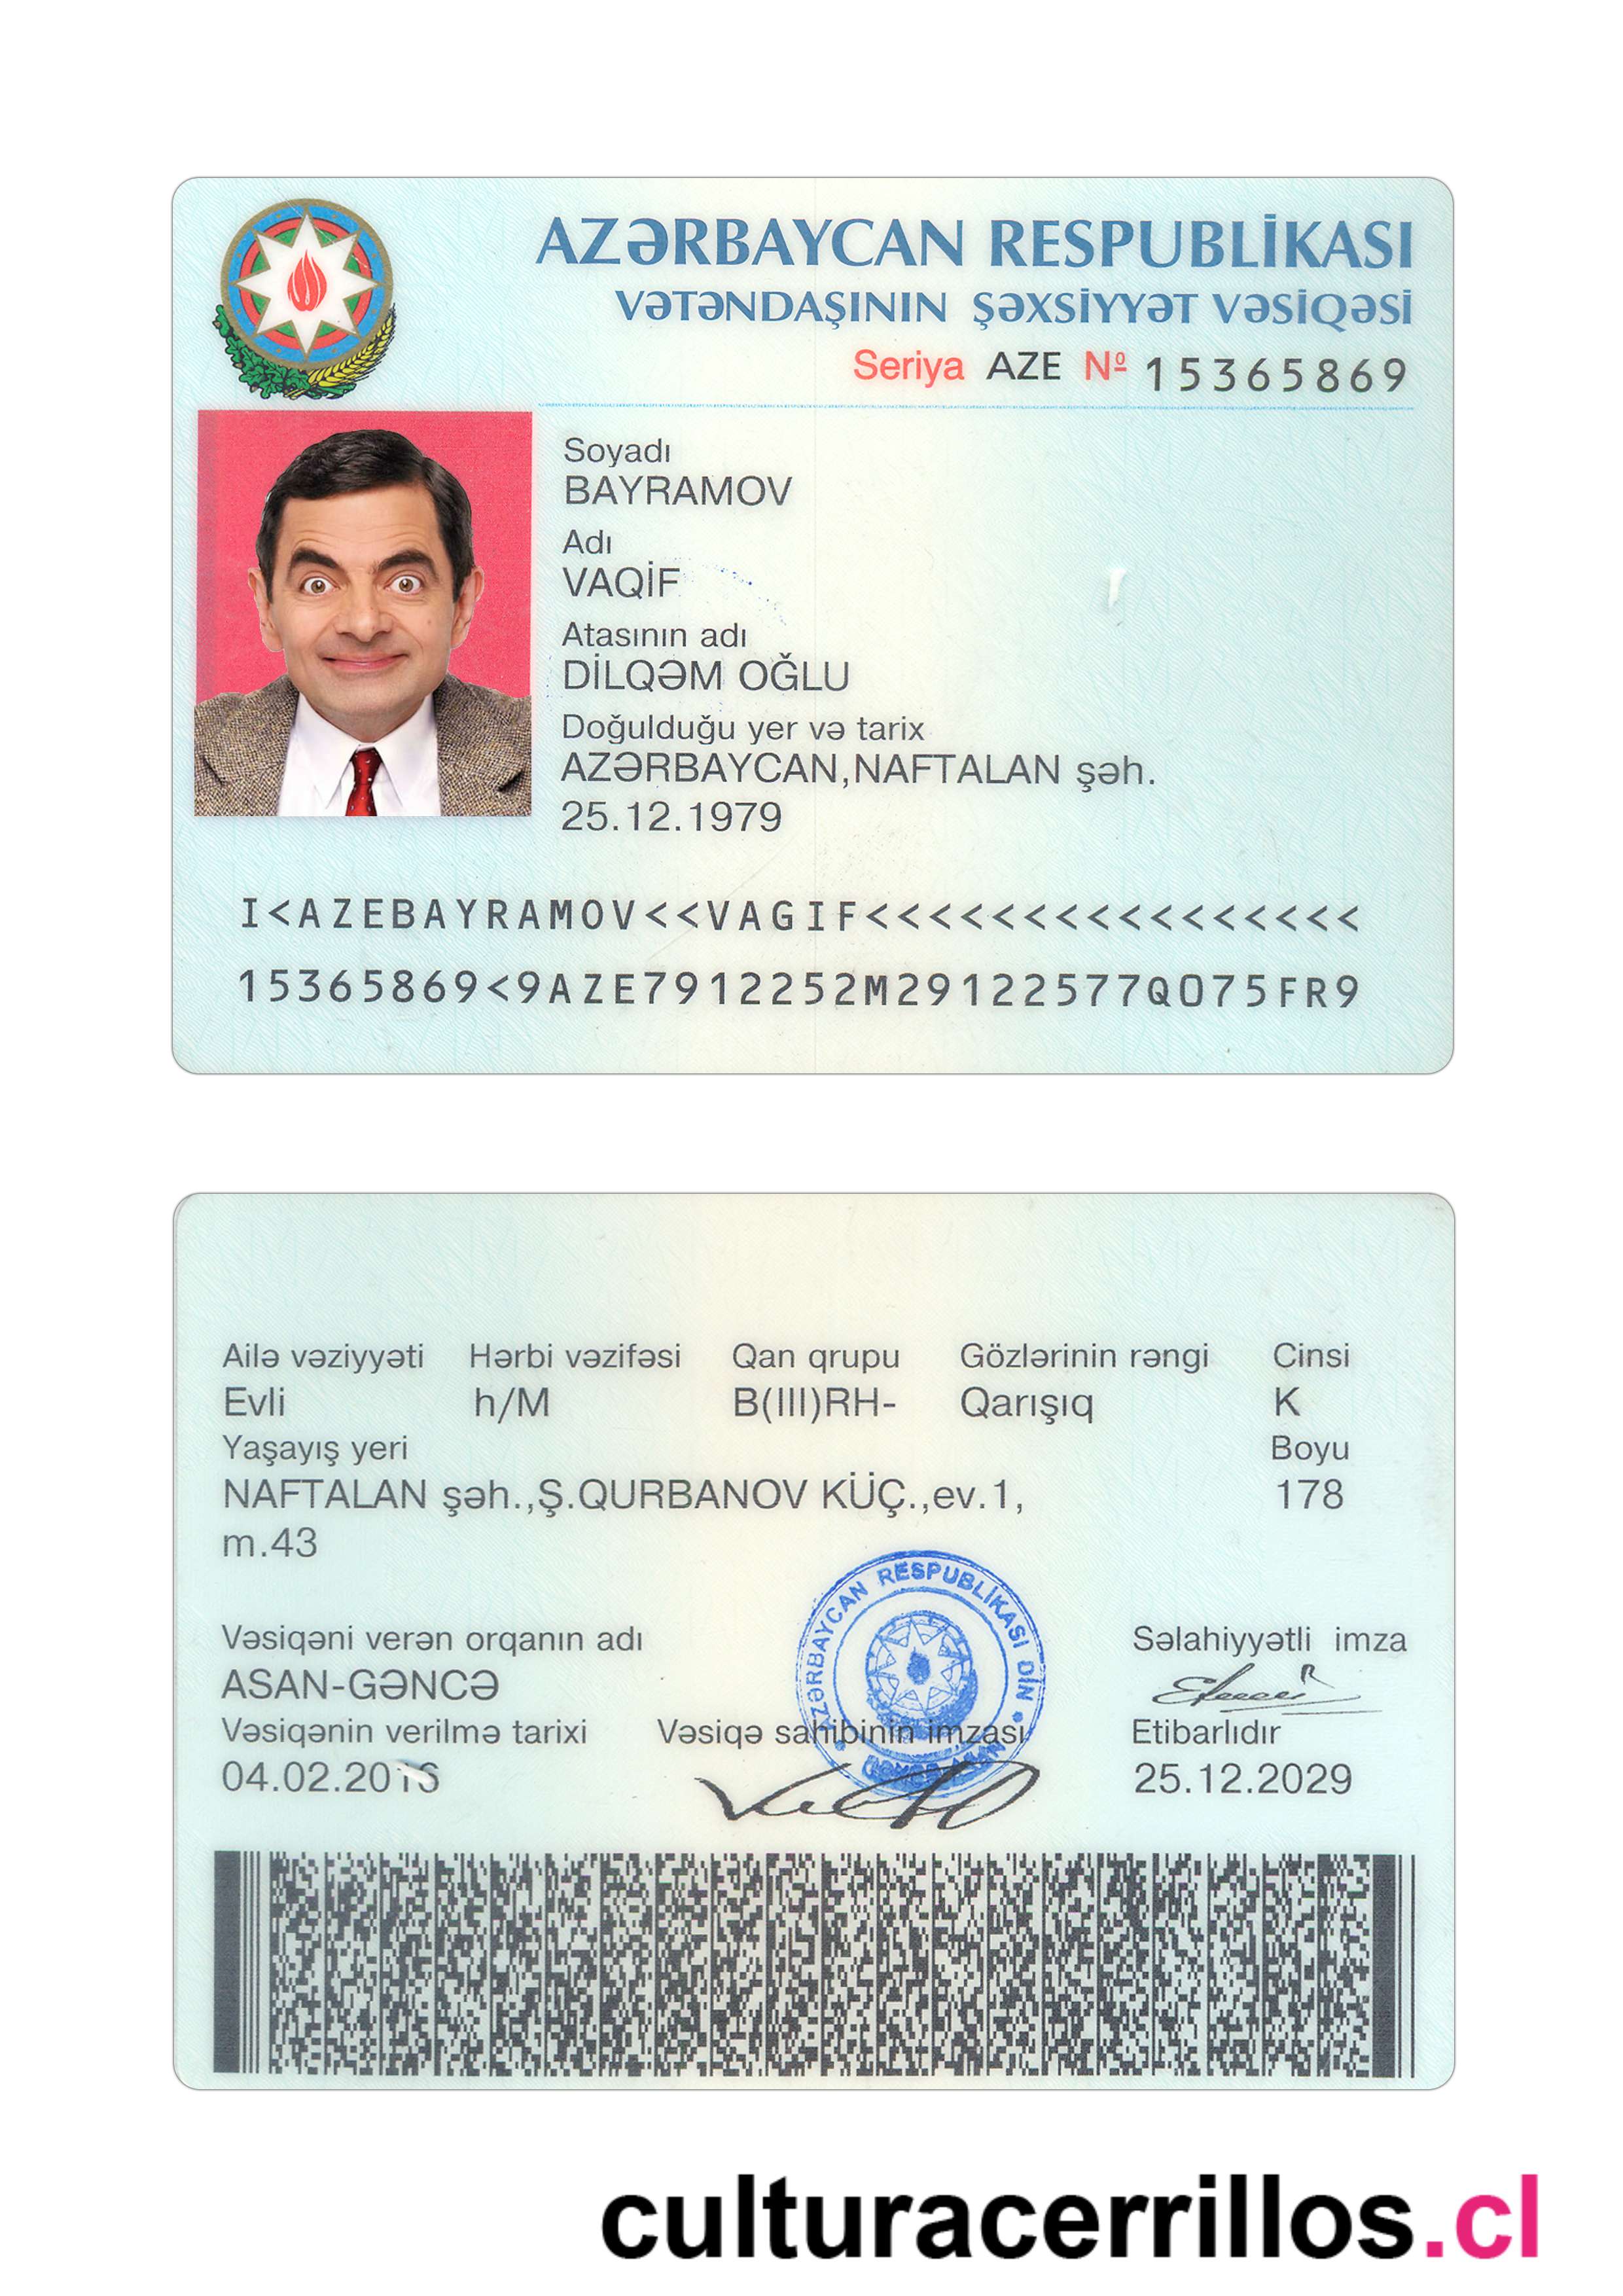 AZƏRBAYCAN RESPUBLİKASI
VƏTƏNDAŞININ ŞƏXSİYYƏT VƏSİQƏSİ
Seriya AZE Nº 15365869
Soyadı
BAYRAMOV
Adı
VAQİF
Atasının adı
DİLQƏM OĞLU
Doğulduğu yer və tarix
AZƏRBAYCAN,NAFTALAN şəh.
25.12.1979
I<AZEBAYRAMOV<<VAGIF<<<<<<<<<<<<<<<<
15365869<9AZE7912252M29122577Q075FR9
Ailə vəziyyəti Hərbi vəzifəsi Qan qrupu Gözlərinin rəngi Cinsi
Evli h/M B(III)RH- Qarışıq K
Yaşayış yeri Boyu
NAFTALAN şəh.,Ş.QURBANOV KÜÇ.,ev.1, 178
m.43
AZƏRBAYCAN RESPUBLİKASI DİN
Vəsiqəni verən orqanın adı Səlahiyyətli imza
ASAN-GƏNCƏ
Vəsiqənin verilmə tarixi Vəsiqə sahibinin imzası Etibarlıdır
04.02.2016 25.12.2029
culturacerrillos.cl